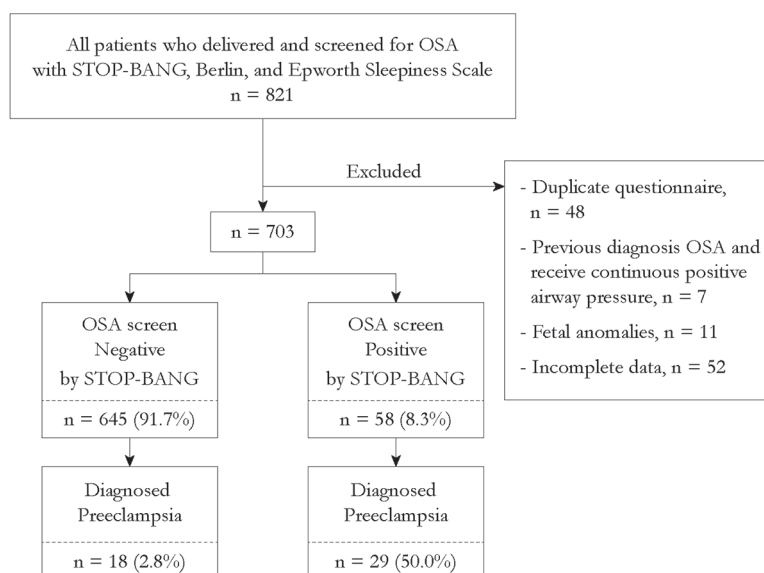 All patients who delivered and screened for OSA
with STOP-BANG, Berlin, and Epworth Sleepiness Scale
n = 821
Excluded
- Duplicate questionnaire,
n = 48
- Previous diagnosis OSA and
receive continuous positive
airway pressure, n = 7
- Fetal anomalies, n = 11
- Incomplete data, n = 52
n = 703
OSA screen
Negative
by STOP-BANG
n = 645 (91.7%)
OSA screen
Positive
by STOP-BANG
n = 58 (8.3%)
Diagnosed
Preeclampsia
n = 18 (2.8%)
Diagnosed
Preeclampsia
n = 29 (50.0%)